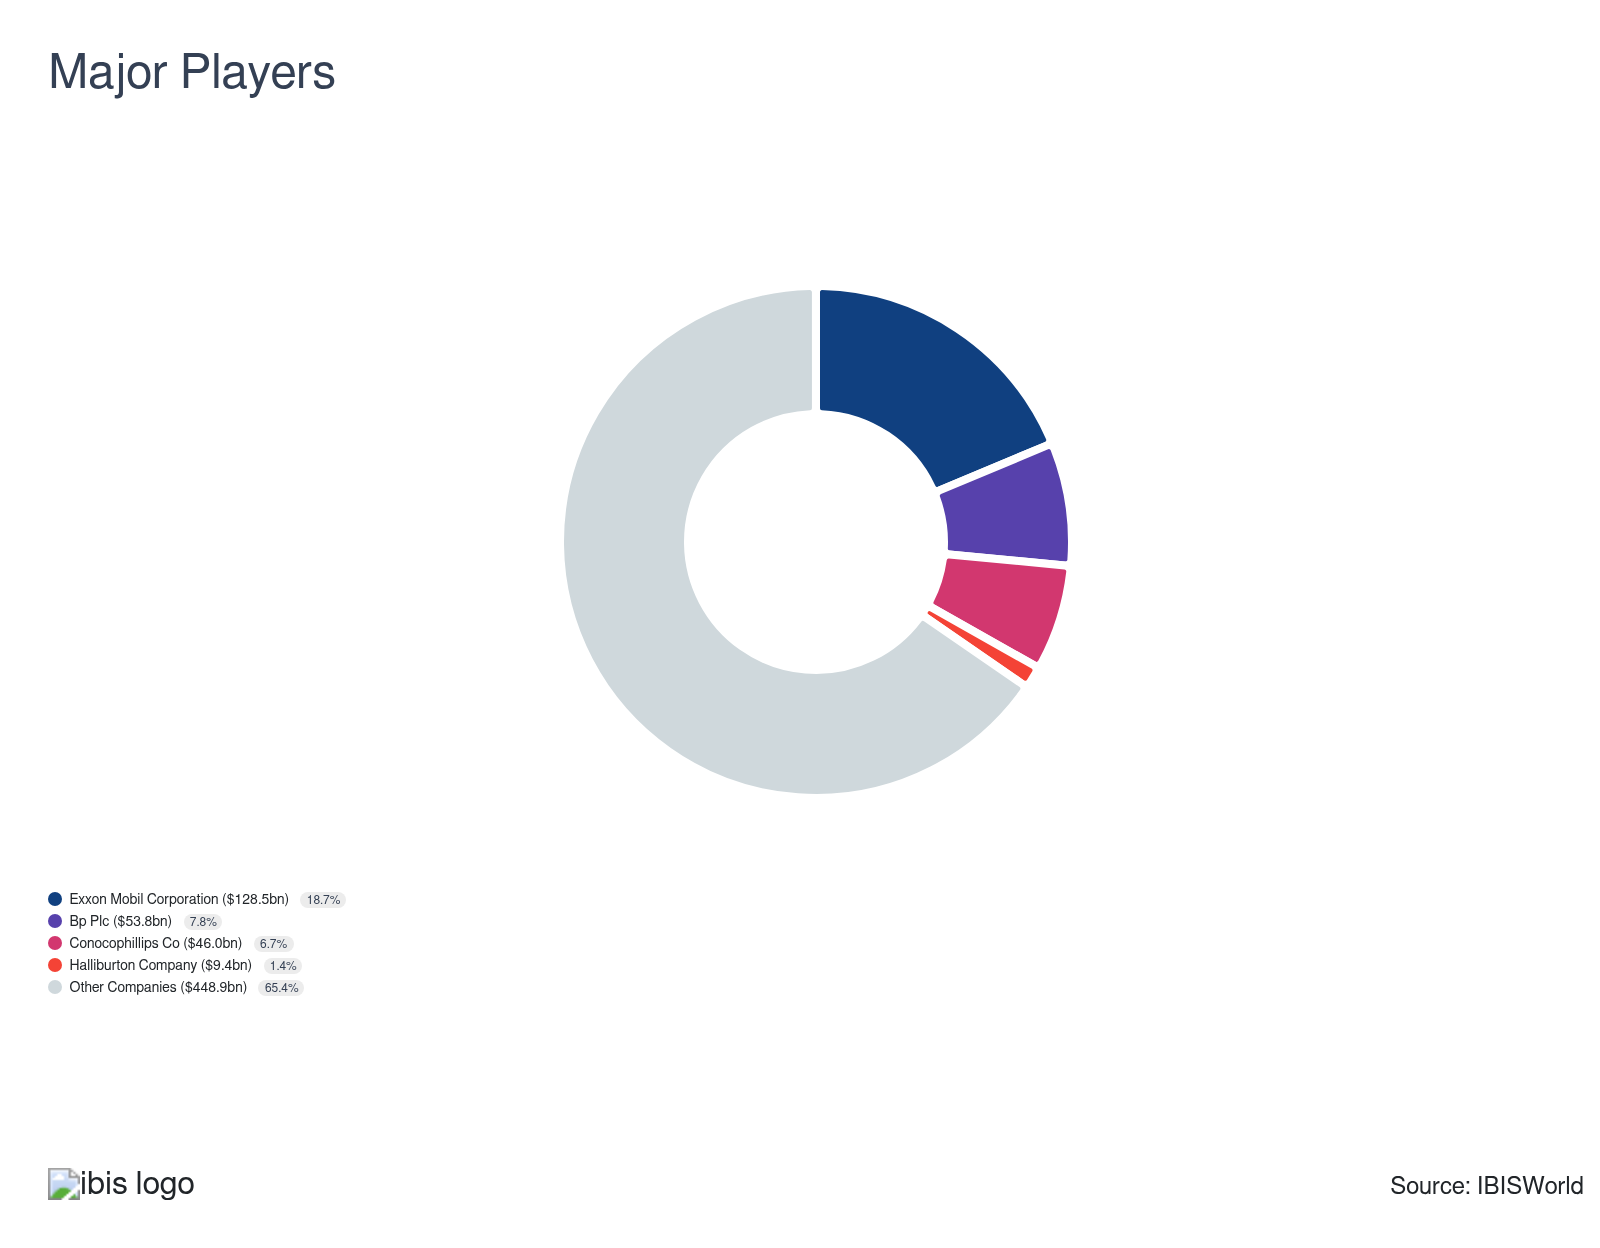 Major Players
Exxon Mobil Corporation ($128.5bn) 18.7%
Bp Plc ($53.8bn) 7.8%
Conocophillips Co ($46.0bn) 6.7%
Halliburton Company ($9.4bn) 1.4%
Other Companies ($448.9bn) 65.4%
ibis logo
Source: IBISWorld